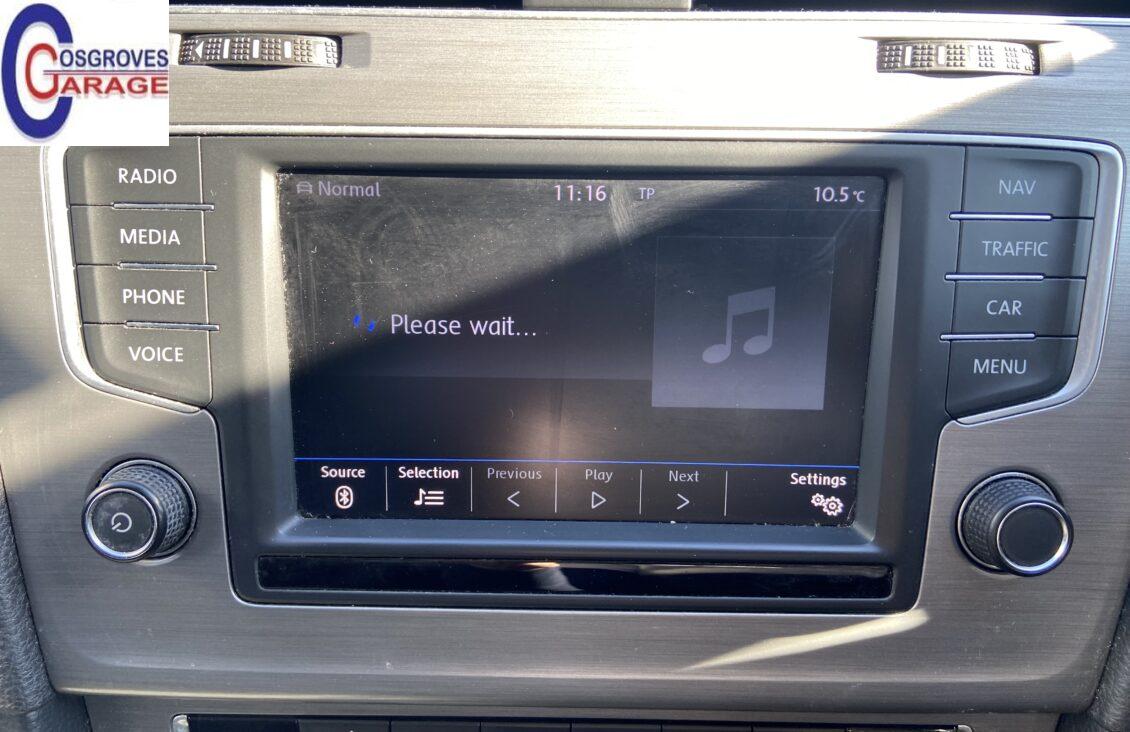 COSGROVES
GARAGE
RADIO
MEDIA
PHONE
VOICE
Normal
11:16
TP
10.5°C
Please wait...
Source
Selection
Previous
Play
Next
Settings
NAV
TRAFFIC
CAR
MENU